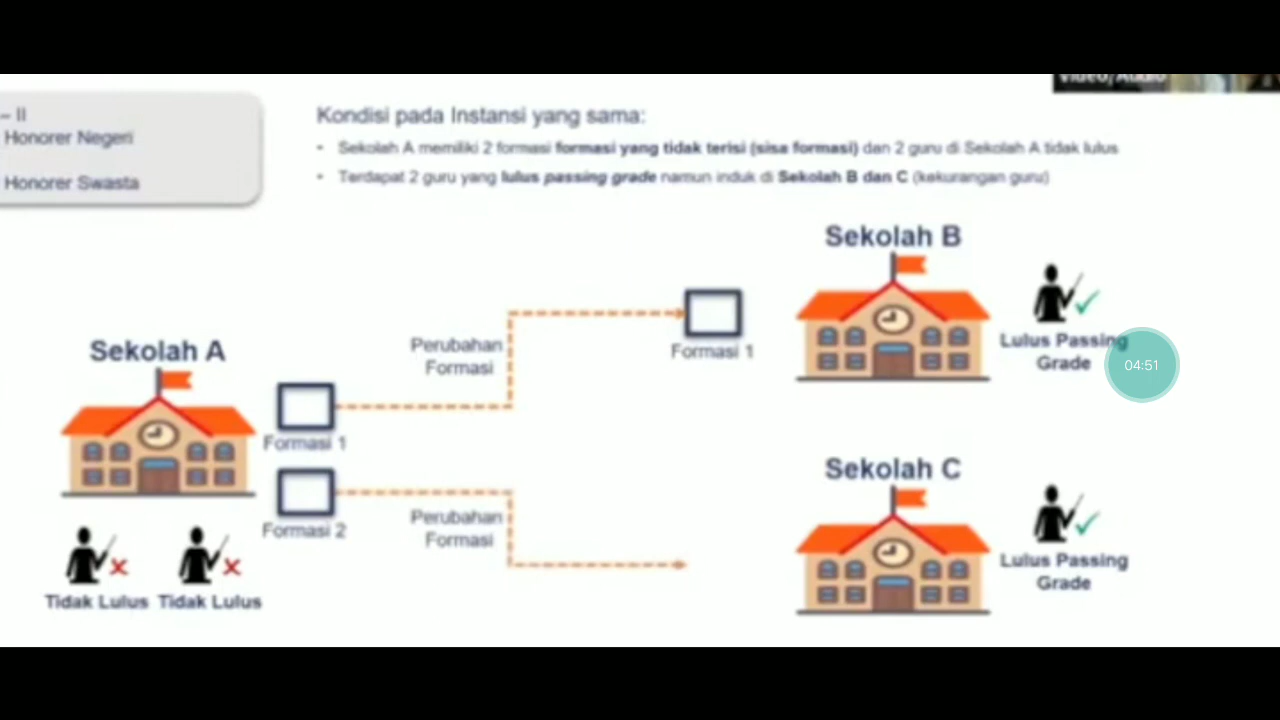 Video/Audio
– II
Honorer Negeri
Honorer Swasta
Kondisi pada Instansi yang sama:
• Sekolah A memiliki 2 formasi formasi yang tidak terisi (sisa formasi) dan 2 guru di Sekolah A tidak lulus
• Terdapat 2 guru yang lulus passing grade namun induk di Sekolah B dan C (kekurangan guru)
Sekolah B
Formasi 1
Lulus Passing
Grade
04:51
Perubahan
Formasi
Sekolah A
Formasi 1
Formasi 2
Perubahan
Formasi
Tidak Lulus
Tidak Lulus
Sekolah C
Lulus Passing
Grade